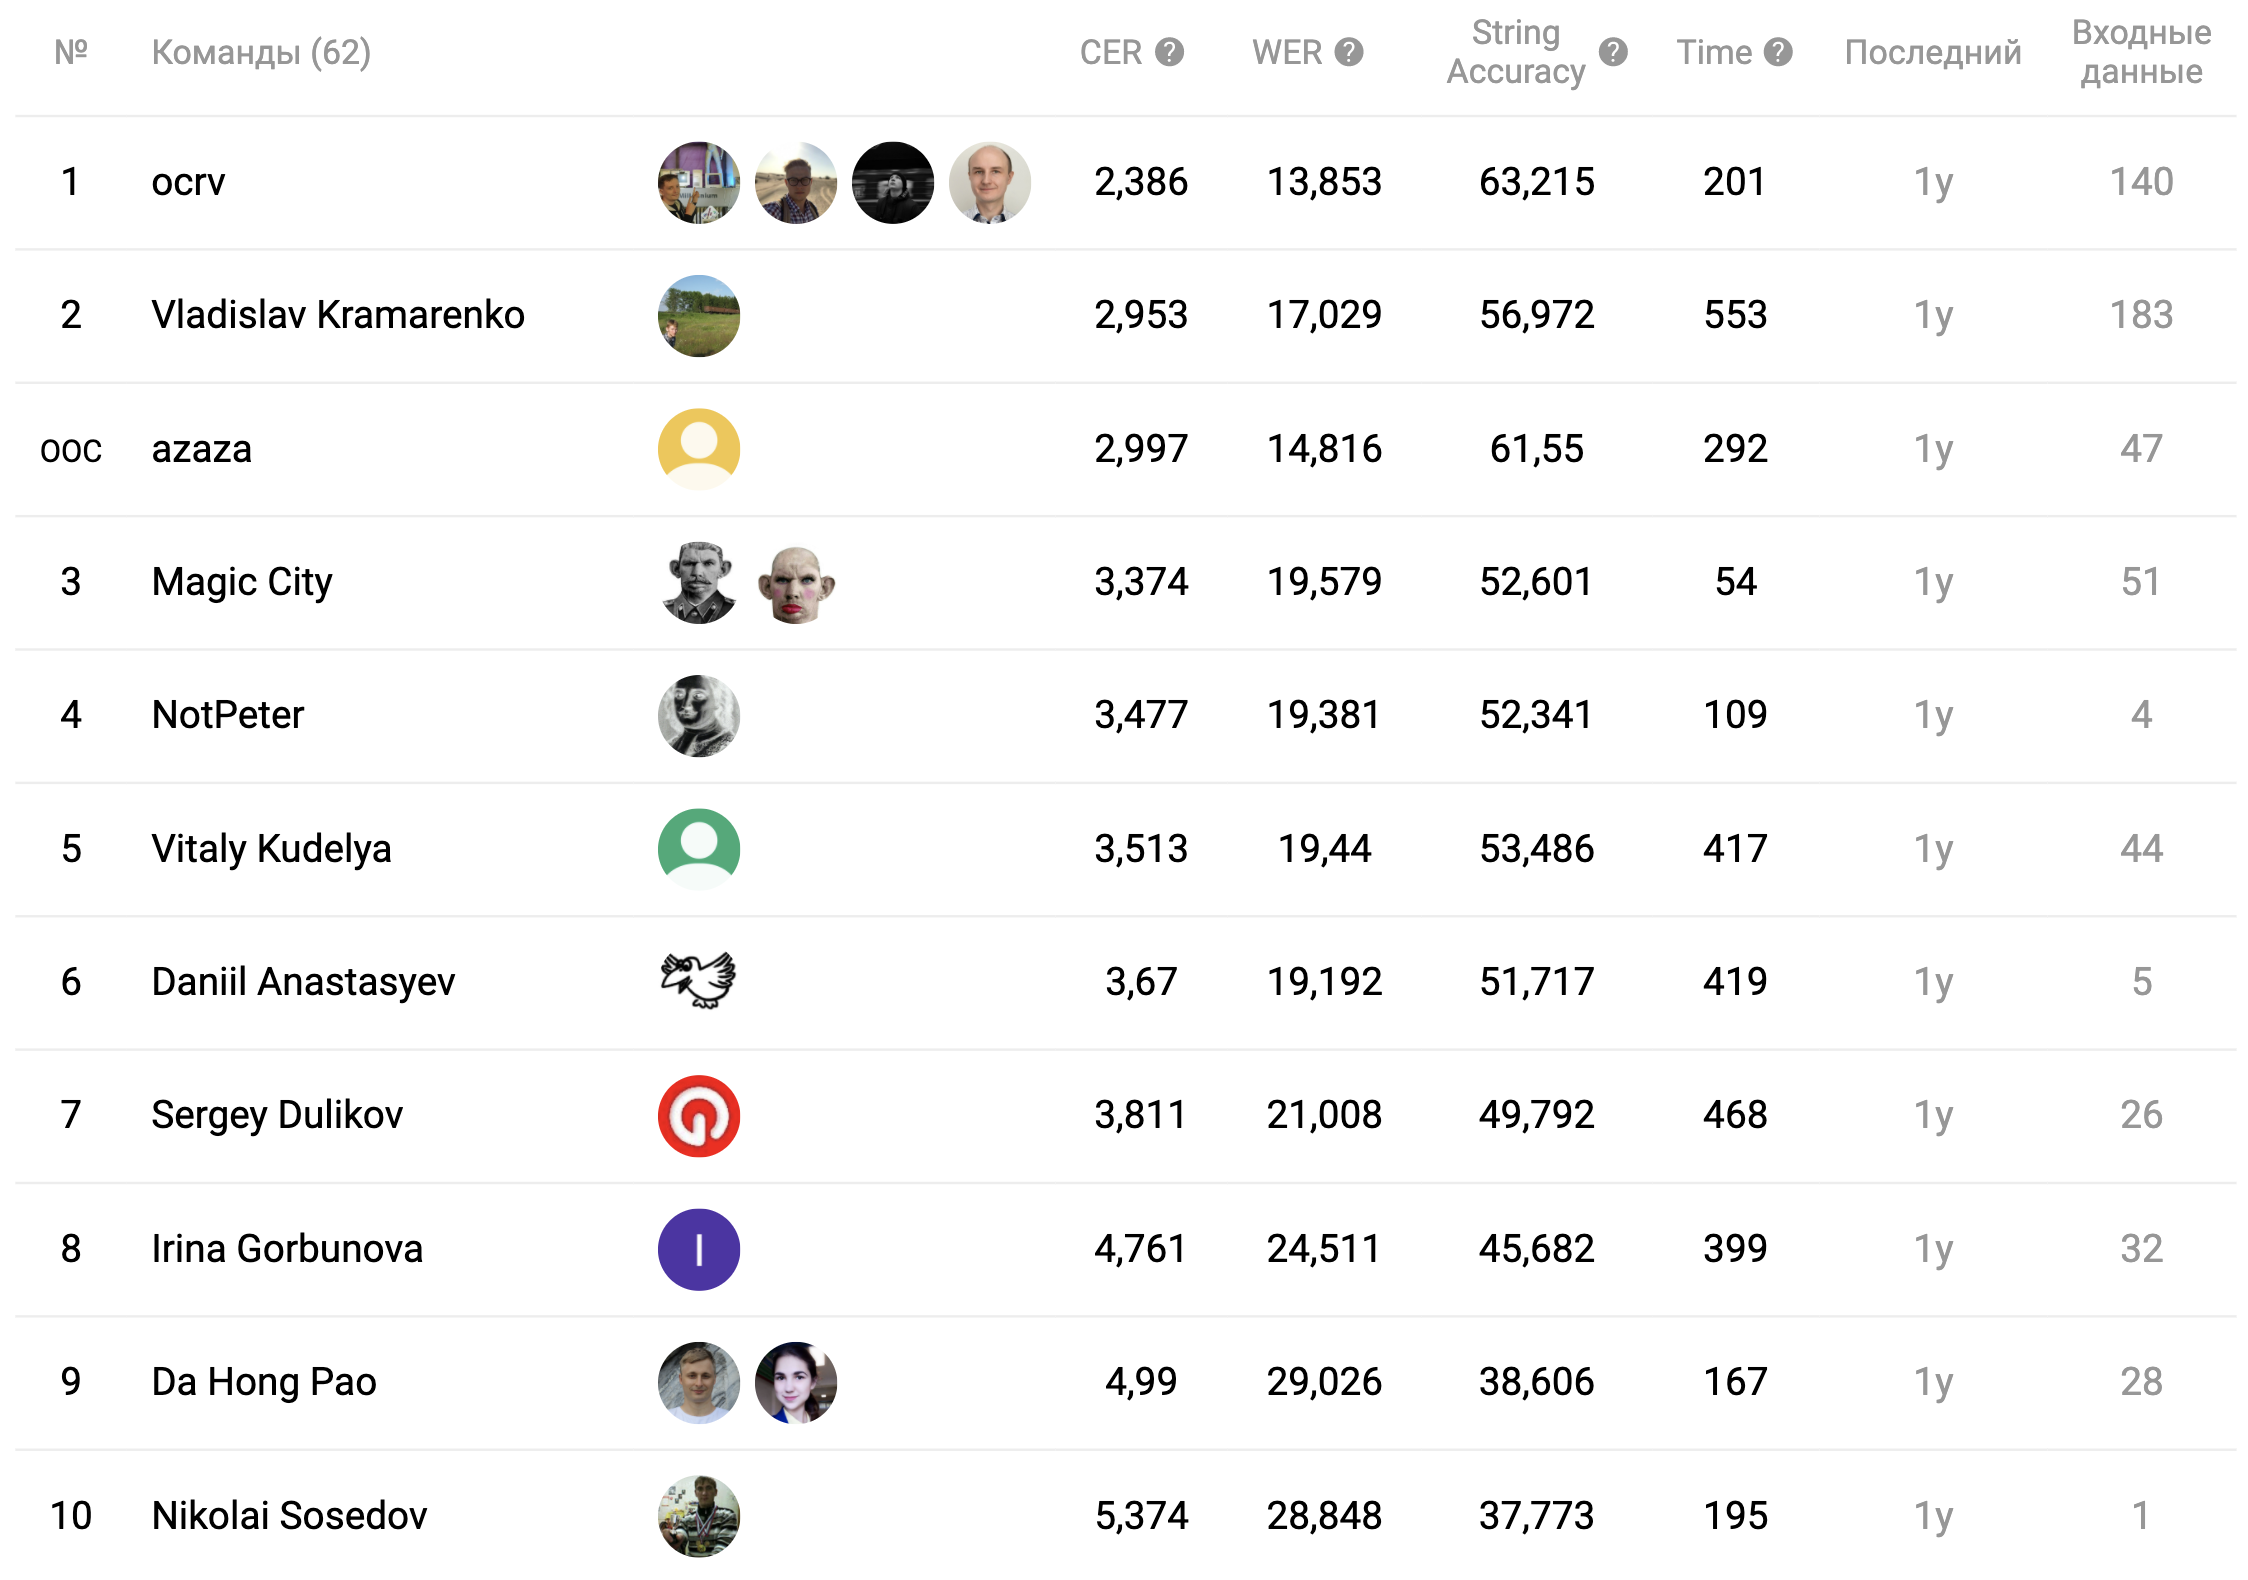 № Команды (62) CER ? WER ? String Accuracy ? Time ? Последний Входные данные
1 ocrv 2,386 13,853 63,215 201 1y 140
2 Vladislav Kramarenko 2,953 17,029 56,972 553 1y 183
ООС azaza 2,997 14,816 61,55 292 1y 47
3 Magic City 3,374 19,579 52,601 54 1y 51
4 NotPeter 3,477 19,381 52,341 109 1y 4
5 Vitaly Kudelya 3,513 19,44 53,486 417 1y 44
6 Daniil Anastasyev 3,67 19,192 51,717 419 1y 5
7 Sergey Dulikov 3,811 21,008 49,792 468 1y 26
8 Irina Gorbunova I 4,761 24,511 45,682 399 1y 32
9 Da Hong Pao 4,99 29,026 38,606 167 1y 28
10 Nikolai Sosedov 5,374 28,848 37,773 195 1y 1